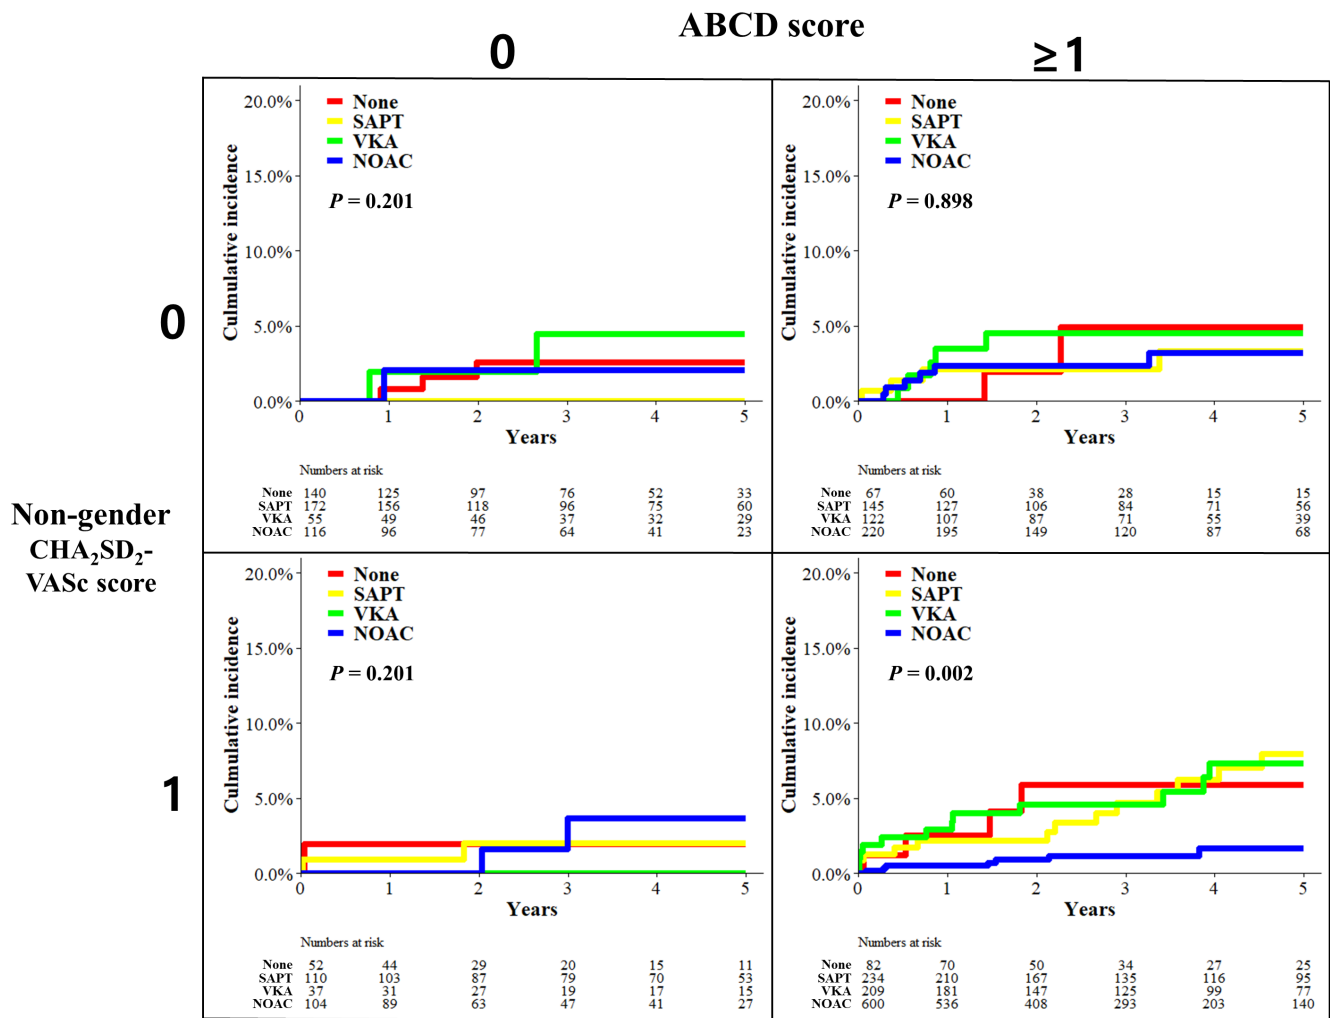 ABCD score
0
≥1
20.0%
15.0%
10.0%
5.0%
0.0%
Culmulative incidence
None
SAPT
VKA
NOAC
P = 0.201
0 1 2 3 4 5
Years
Numbers at risk
None 140 125 97 76 52 33
SAPT 172 156 118 96 75 60
VKA 55 49 46 37 32 29
NOAC 116 96 77 64 41 23
20.0%
15.0%
10.0%
5.0%
0.0%
Culmulative incidence
None
SAPT
VKA
NOAC
P = 0.898
0 1 2 3 4 5
Years
Numbers at risk
None 67 60 38 28 15 15
SAPT 145 127 106 84 71 56
VKA 122 107 87 71 55 39
NOAC 220 195 149 120 87 68
0
Non-gender
CHA₂SD₂-
VASc score
1
20.0%
15.0%
10.0%
5.0%
0.0%
Culmulative incidence
None
SAPT
VKA
NOAC
P = 0.201
0 1 2 3 4 5
Years
Numbers at risk
None 52 44 29 20 15 11
SAPT 110 103 87 79 70 53
VKA 37 31 27 19 17 15
NOAC 104 89 63 47 41 27
20.0%
15.0%
10.0%
5.0%
0.0%
Culmulative incidence
None
SAPT
VKA
NOAC
P = 0.002
0 1 2 3 4 5
Years
Numbers at risk
None 82 70 50 34 27 25
SAPT 234 210 167 135 116 95
VKA 209 181 147 125 99 77
NOAC 600 536 408 293 203 140